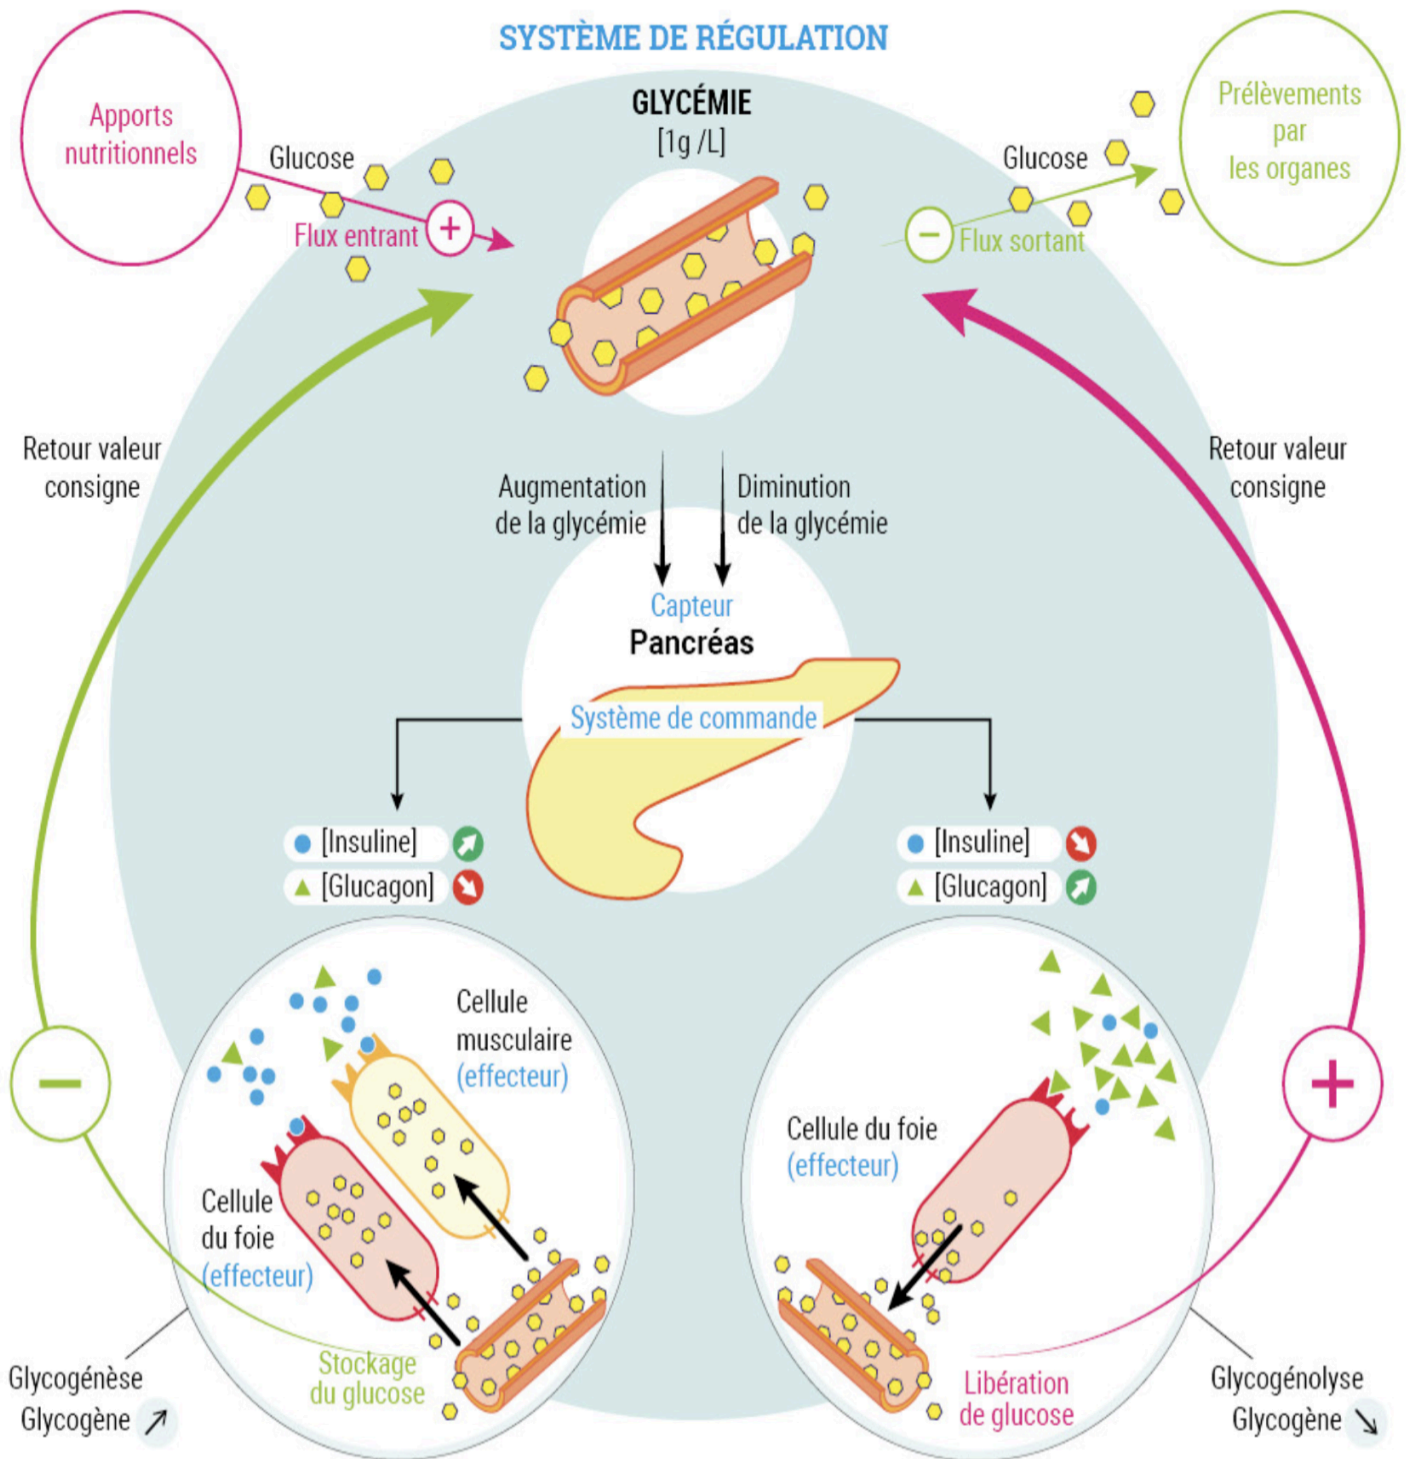 SYSTÈME DE RÉGULATION
GLYCÉMIE
[1g /L]
Apports
nutritionnels
Glucose
Flux entrant
+
Glucose
−
Flux sortant
Prélèvements
par
les organes
Retour valeur
consigne
Retour valeur
consigne
Augmentation
de la glycémie
Diminution
de la glycémie
Capteur
Pancréas
Système de commande
[Insuline]
[Glucagon]
[Insuline]
[Glucagon]
−
+
Cellule
musculaire
(effecteur)
Cellule
du foie
(effecteur)
Stockage
du glucose
Cellule du foie
(effecteur)
Libération
de glucose
Glycogénèse
Glycogène
Glycogénolyse
Glycogène